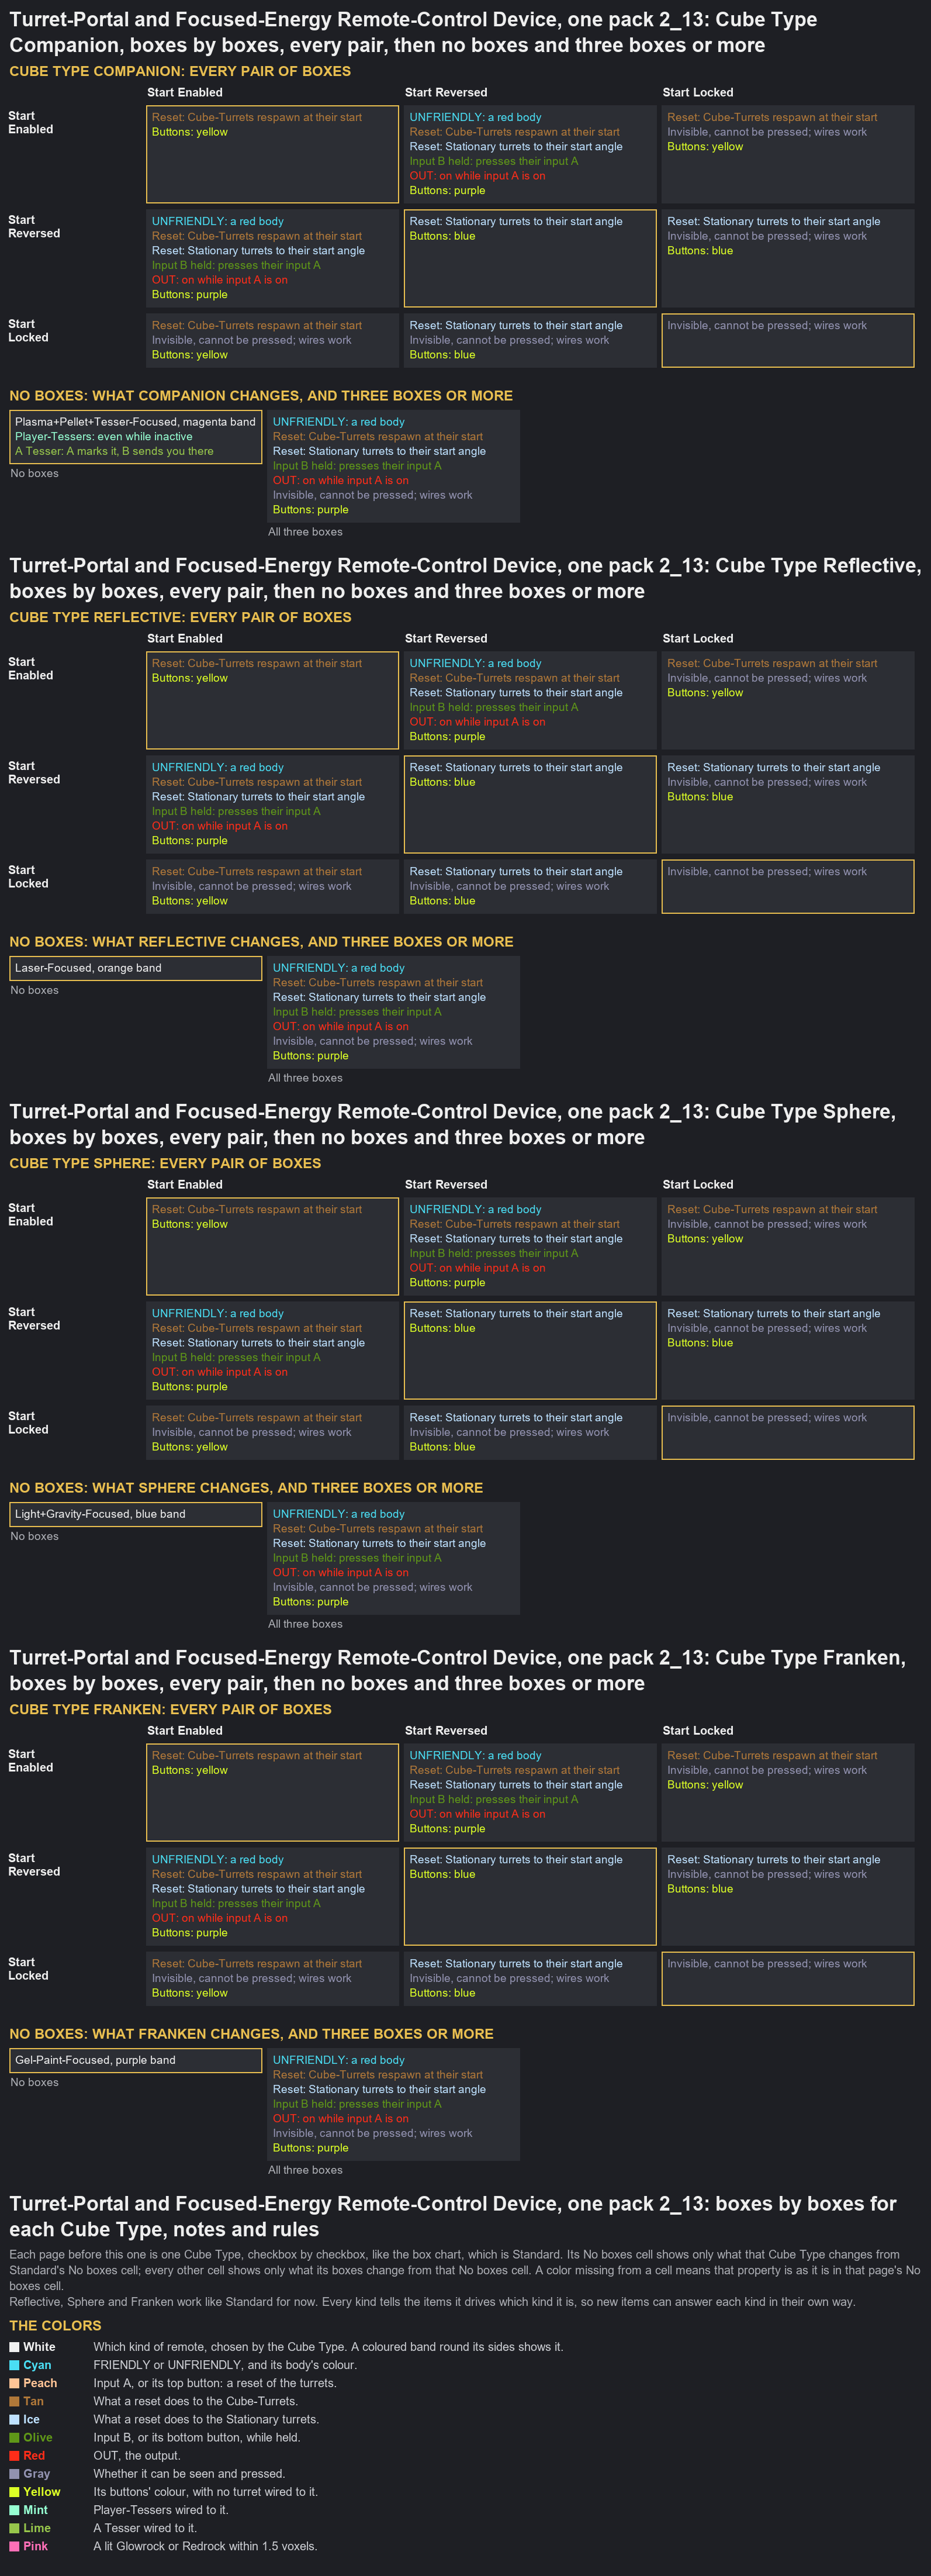 Turret-Portal and Focused-Energy Remote-Control Device, one pack 2_13: Cube Type
Companion, boxes by boxes, every pair, then no boxes and three boxes or more
CUBE TYPE COMPANION: EVERY PAIR OF BOXES
Start Enabled
Start Reversed
Start Locked
Start
Enabled
Reset: Cube-Turrets respawn at their start
Buttons: yellow
UNFRIENDLY: a red body
Reset: Cube-Turrets respawn at their start
Reset: Stationary turrets to their start angle
Input B held: presses their input A
OUT: on while input A is on
Buttons: purple
Reset: Cube-Turrets respawn at their start
Invisible, cannot be pressed; wires work
Buttons: yellow
Start
Reversed
UNFRIENDLY: a red body
Reset: Cube-Turrets respawn at their start
Reset: Stationary turrets to their start angle
Input B held: presses their input A
OUT: on while input A is on
Buttons: purple
Reset: Stationary turrets to their start angle
Buttons: blue
Reset: Stationary turrets to their start angle
Invisible, cannot be pressed; wires work
Buttons: blue
Start
Locked
Reset: Cube-Turrets respawn at their start
Invisible, cannot be pressed; wires work
Buttons: yellow
Reset: Stationary turrets to their start angle
Invisible, cannot be pressed; wires work
Buttons: blue
Invisible, cannot be pressed; wires work
NO BOXES: WHAT COMPANION CHANGES, AND THREE BOXES OR MORE
Plasma+Pellet+Tesser-Focused, magenta band
Player-Tessers: even while inactive
A Tesser: A marks it, B sends you there
No boxes
UNFRIENDLY: a red body
Reset: Cube-Turrets respawn at their start
Reset: Stationary turrets to their start angle
Input B held: presses their input A
OUT: on while input A is on
Invisible, cannot be pressed; wires work
Buttons: purple
All three boxes
Turret-Portal and Focused-Energy Remote-Control Device, one pack 2_13: Cube Type Reflective,
boxes by boxes, every pair, then no boxes and three boxes or more
CUBE TYPE REFLECTIVE: EVERY PAIR OF BOXES
Start Enabled
Start Reversed
Start Locked
Start
Enabled
Reset: Cube-Turrets respawn at their start
Buttons: yellow
UNFRIENDLY: a red body
Reset: Cube-Turrets respawn at their start
Reset: Stationary turrets to their start angle
Input B held: presses their input A
OUT: on while input A is on
Buttons: purple
Reset: Cube-Turrets respawn at their start
Invisible, cannot be pressed; wires work
Buttons: yellow
Start
Reversed
UNFRIENDLY: a red body
Reset: Cube-Turrets respawn at their start
Reset: Stationary turrets to their start angle
Input B held: presses their input A
OUT: on while input A is on
Buttons: purple
Reset: Stationary turrets to their start angle
Buttons: blue
Reset: Stationary turrets to their start angle
Invisible, cannot be pressed; wires work
Buttons: blue
Start
Locked
Reset: Cube-Turrets respawn at their start
Invisible, cannot be pressed; wires work
Buttons: yellow
Reset: Stationary turrets to their start angle
Invisible, cannot be pressed; wires work
Buttons: blue
Invisible, cannot be pressed; wires work
NO BOXES: WHAT REFLECTIVE CHANGES, AND THREE BOXES OR MORE
Laser-Focused, orange band
No boxes
UNFRIENDLY: a red body
Reset: Cube-Turrets respawn at their start
Reset: Stationary turrets to their start angle
Input B held: presses their input A
OUT: on while input A is on
Invisible, cannot be pressed; wires work
Buttons: purple
All three boxes
Turret-Portal and Focused-Energy Remote-Control Device, one pack 2_13: Cube Type Sphere,
boxes by boxes, every pair, then no boxes and three boxes or more
CUBE TYPE SPHERE: EVERY PAIR OF BOXES
Start Enabled
Start Reversed
Start Locked
Start
Enabled
Reset: Cube-Turrets respawn at their start
Buttons: yellow
UNFRIENDLY: a red body
Reset: Cube-Turrets respawn at their start
Reset: Stationary turrets to their start angle
Input B held: presses their input A
OUT: on while input A is on
Buttons: purple
Reset: Cube-Turrets respawn at their start
Invisible, cannot be pressed; wires work
Buttons: yellow
Start
Reversed
UNFRIENDLY: a red body
Reset: Cube-Turrets respawn at their start
Reset: Stationary turrets to their start angle
Input B held: presses their input A
OUT: on while input A is on
Buttons: purple
Reset: Stationary turrets to their start angle
Buttons: blue
Reset: Stationary turrets to their start angle
Invisible, cannot be pressed; wires work
Buttons: blue
Start
Locked
Reset: Cube-Turrets respawn at their start
Invisible, cannot be pressed; wires work
Buttons: yellow
Reset: Stationary turrets to their start angle
Invisible, cannot be pressed; wires work
Buttons: blue
Invisible, cannot be pressed; wires work
NO BOXES: WHAT SPHERE CHANGES, AND THREE BOXES OR MORE
Light+Gravity-Focused, blue band
No boxes
UNFRIENDLY: a red body
Reset: Cube-Turrets respawn at their start
Reset: Stationary turrets to their start angle
Input B held: presses their input A
OUT: on while input A is on
Invisible, cannot be pressed; wires work
Buttons: purple
All three boxes
Turret-Portal and Focused-Energy Remote-Control Device, one pack 2_13: Cube Type Franken,
boxes by boxes, every pair, then no boxes and three boxes or more
CUBE TYPE FRANKEN: EVERY PAIR OF BOXES
Start Enabled
Start Reversed
Start Locked
Start
Enabled
Reset: Cube-Turrets respawn at their start
Buttons: yellow
UNFRIENDLY: a red body
Reset: Cube-Turrets respawn at their start
Reset: Stationary turrets to their start angle
Input B held: presses their input A
OUT: on while input A is on
Buttons: purple
Reset: Cube-Turrets respawn at their start
Invisible, cannot be pressed; wires work
Buttons: yellow
Start
Reversed
UNFRIENDLY: a red body
Reset: Cube-Turrets respawn at their start
Reset: Stationary turrets to their start angle
Input B held: presses their input A
OUT: on while input A is on
Buttons: purple
Reset: Stationary turrets to their start angle
Buttons: blue
Reset: Stationary turrets to their start angle
Invisible, cannot be pressed; wires work
Buttons: blue
Start
Locked
Reset: Cube-Turrets respawn at their start
Invisible, cannot be pressed; wires work
Buttons: yellow
Reset: Stationary turrets to their start angle
Invisible, cannot be pressed; wires work
Buttons: blue
Invisible, cannot be pressed; wires work
NO BOXES: WHAT FRANKEN CHANGES, AND THREE BOXES OR MORE
Gel-Paint-Focused, purple band
No boxes
UNFRIENDLY: a red body
Reset: Cube-Turrets respawn at their start
Reset: Stationary turrets to their start angle
Input B held: presses their input A
OUT: on while input A is on
Invisible, cannot be pressed; wires work
Buttons: purple
All three boxes
Turret-Portal and Focused-Energy Remote-Control Device, one pack 2_13: boxes by boxes for
each Cube Type, notes and rules
Each page before this one is one Cube Type, checkbox by checkbox, like the box chart, which is Standard. Its No boxes cell shows only what that Cube Type changes from
Standard's No boxes cell; every other cell shows only what its boxes change from that No boxes cell. A color missing from a cell means that property is as it is in that page's No
boxes cell.
Reflective, Sphere and Franken work like Standard for now. Every kind tells the items it drives which kind it is, so new items can answer each kind in their own way.
THE COLORS
White Which kind of remote, chosen by the Cube Type. A coloured band round its sides shows it.
Cyan FRIENDLY or UNFRIENDLY, and its body's colour.
Peach Input A, or its top button: a reset of the turrets.
Tan What a reset does to the Cube-Turrets.
Ice What a reset does to the Stationary turrets.
Olive Input B, or its bottom button, while held.
Red OUT, the output.
Gray Whether it can be seen and pressed.
Yellow Its buttons' colour, with no turret wired to it.
Mint Player-Tessers wired to it.
Lime A Tesser wired to it.
Pink A lit Glowrock or Redrock within 1.5 voxels.